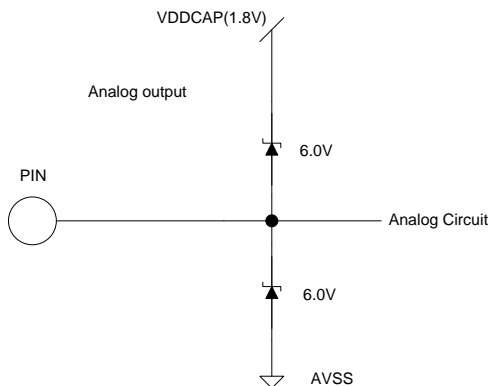 VDDCAP(1.8V)
Analog output
6.0V
PIN
Analog Circuit
6.0V
AVSS